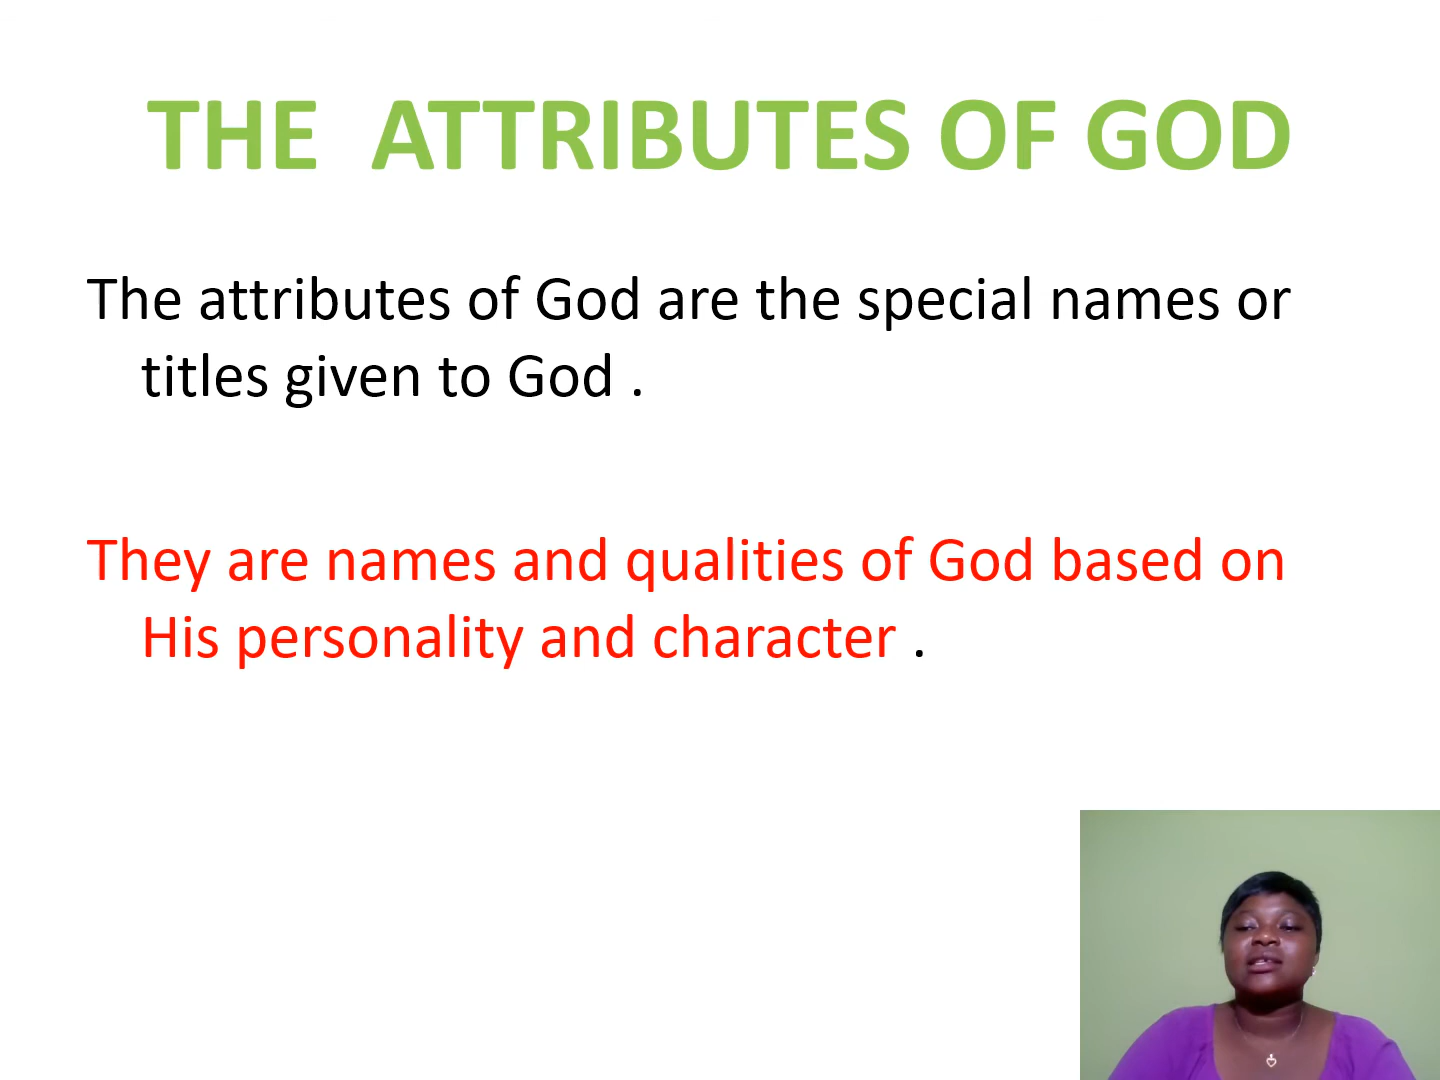 THE  ATTRIBUTES OF GOD
The attributes of God are the special names or
titles given to God .
They are names and qualities of God based on
His personality and character .